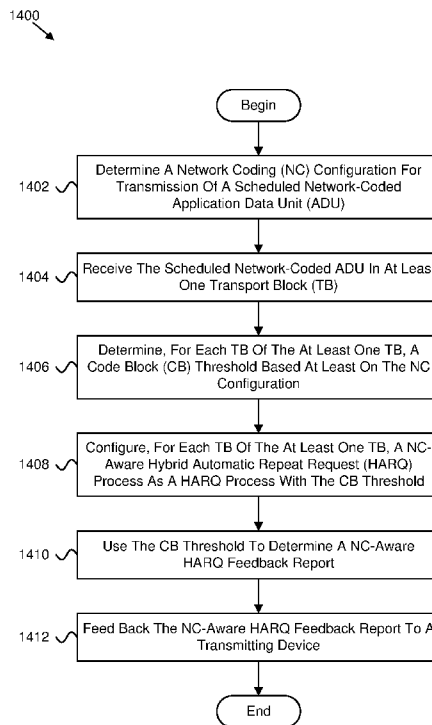 1400
Begin
1402
Determine A Network Coding (NC) Configuration For
Transmission Of A Scheduled Network-Coded
Application Data Unit (ADU)
1404
Receive The Scheduled Network-Coded ADU In At Least
One Transport Block (TB)
1406
Determine, For Each TB Of The At Least One TB, A
Code Block (CB) Threshold Based At Least On The NC
Configuration
1408
Configure, For Each TB Of The At Least One TB, A NC-
Aware Hybrid Automatic Repeat Request (HARQ)
Process As A HARQ Process With The CB Threshold
1410
Use The CB Threshold To Determine A NC-Aware
HARQ Feedback Report
1412
Feed Back The NC-Aware HARQ Feedback Report To A
Transmitting Device
End